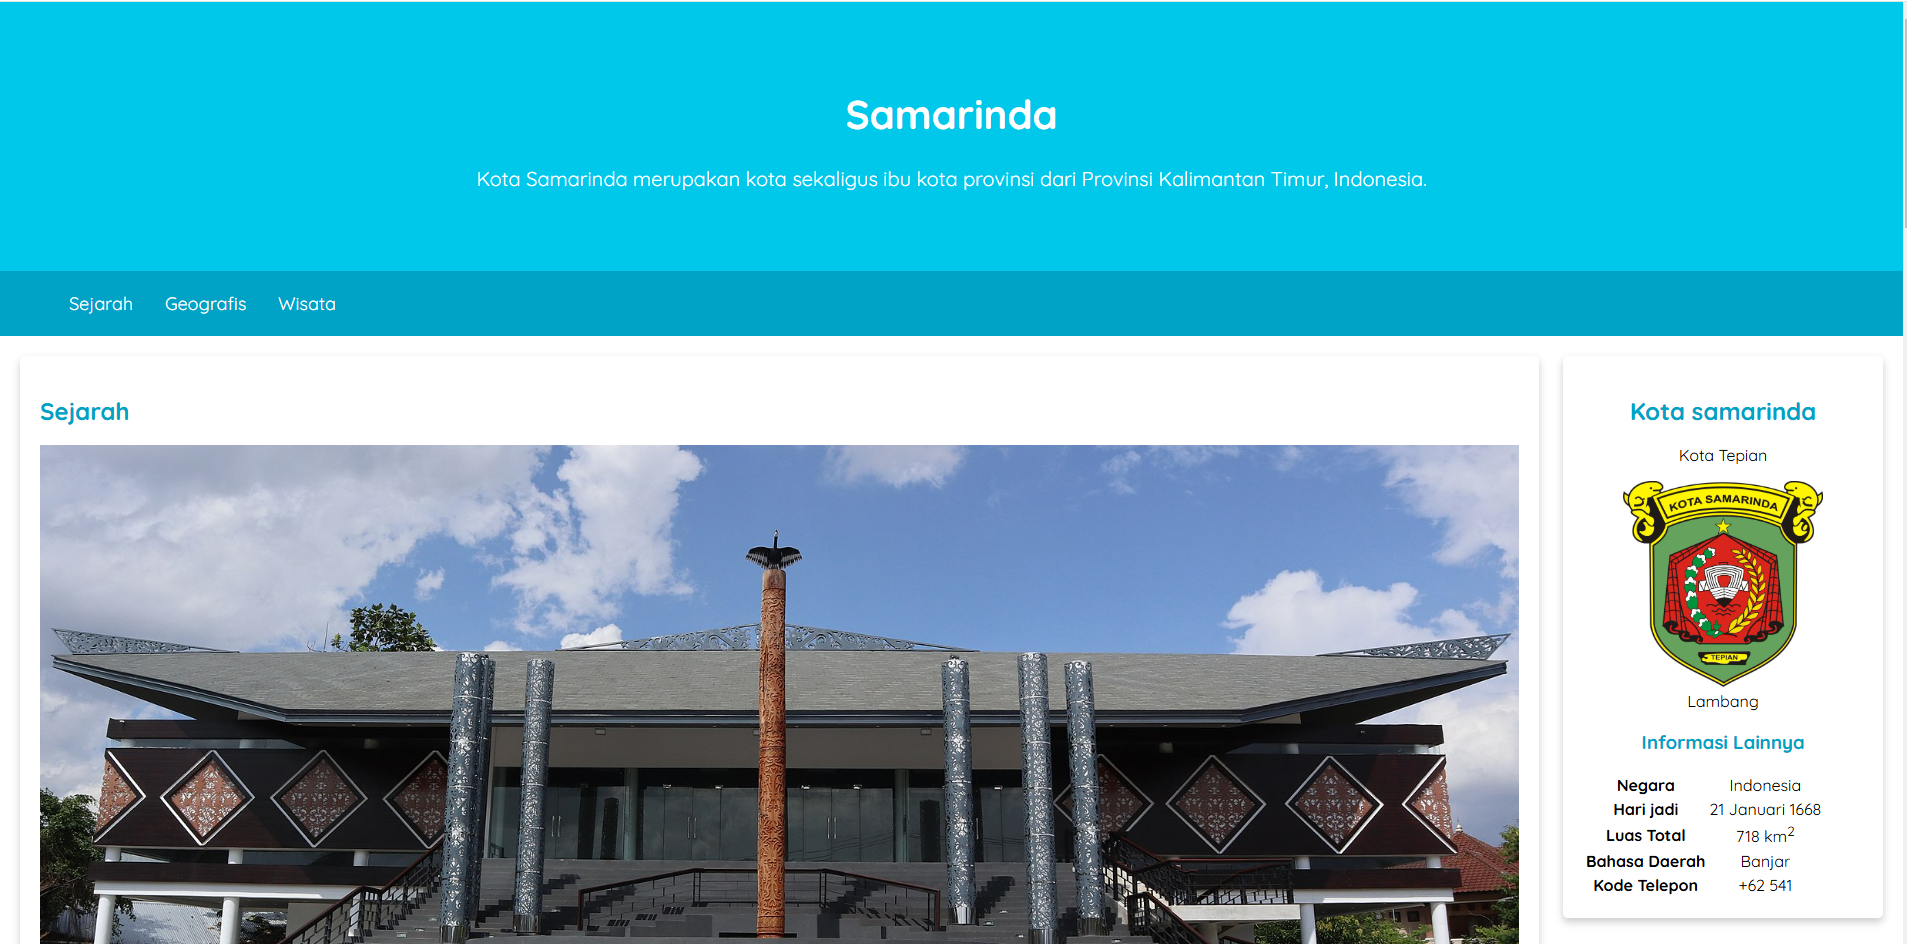 Samarinda
Kota Samarinda merupakan kota sekaligus ibu kota provinsi dari Provinsi Kalimantan Timur, Indonesia.
Sejarah Geografis Wisata
Sejarah
Kota samarinda
Kota Tepian
KOTA SAMARINDA
TEPIAN
Lambang
Informasi Lainnya
Negara Indonesia
Hari jadi 21 Januari 1668
Luas Total 718 km²
Bahasa Daerah Banjar
Kode Telepon +62 541